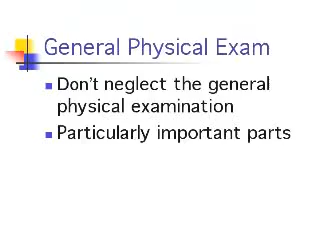 General Physical Exam
Don't neglect the general
physical examination
Particularly important parts